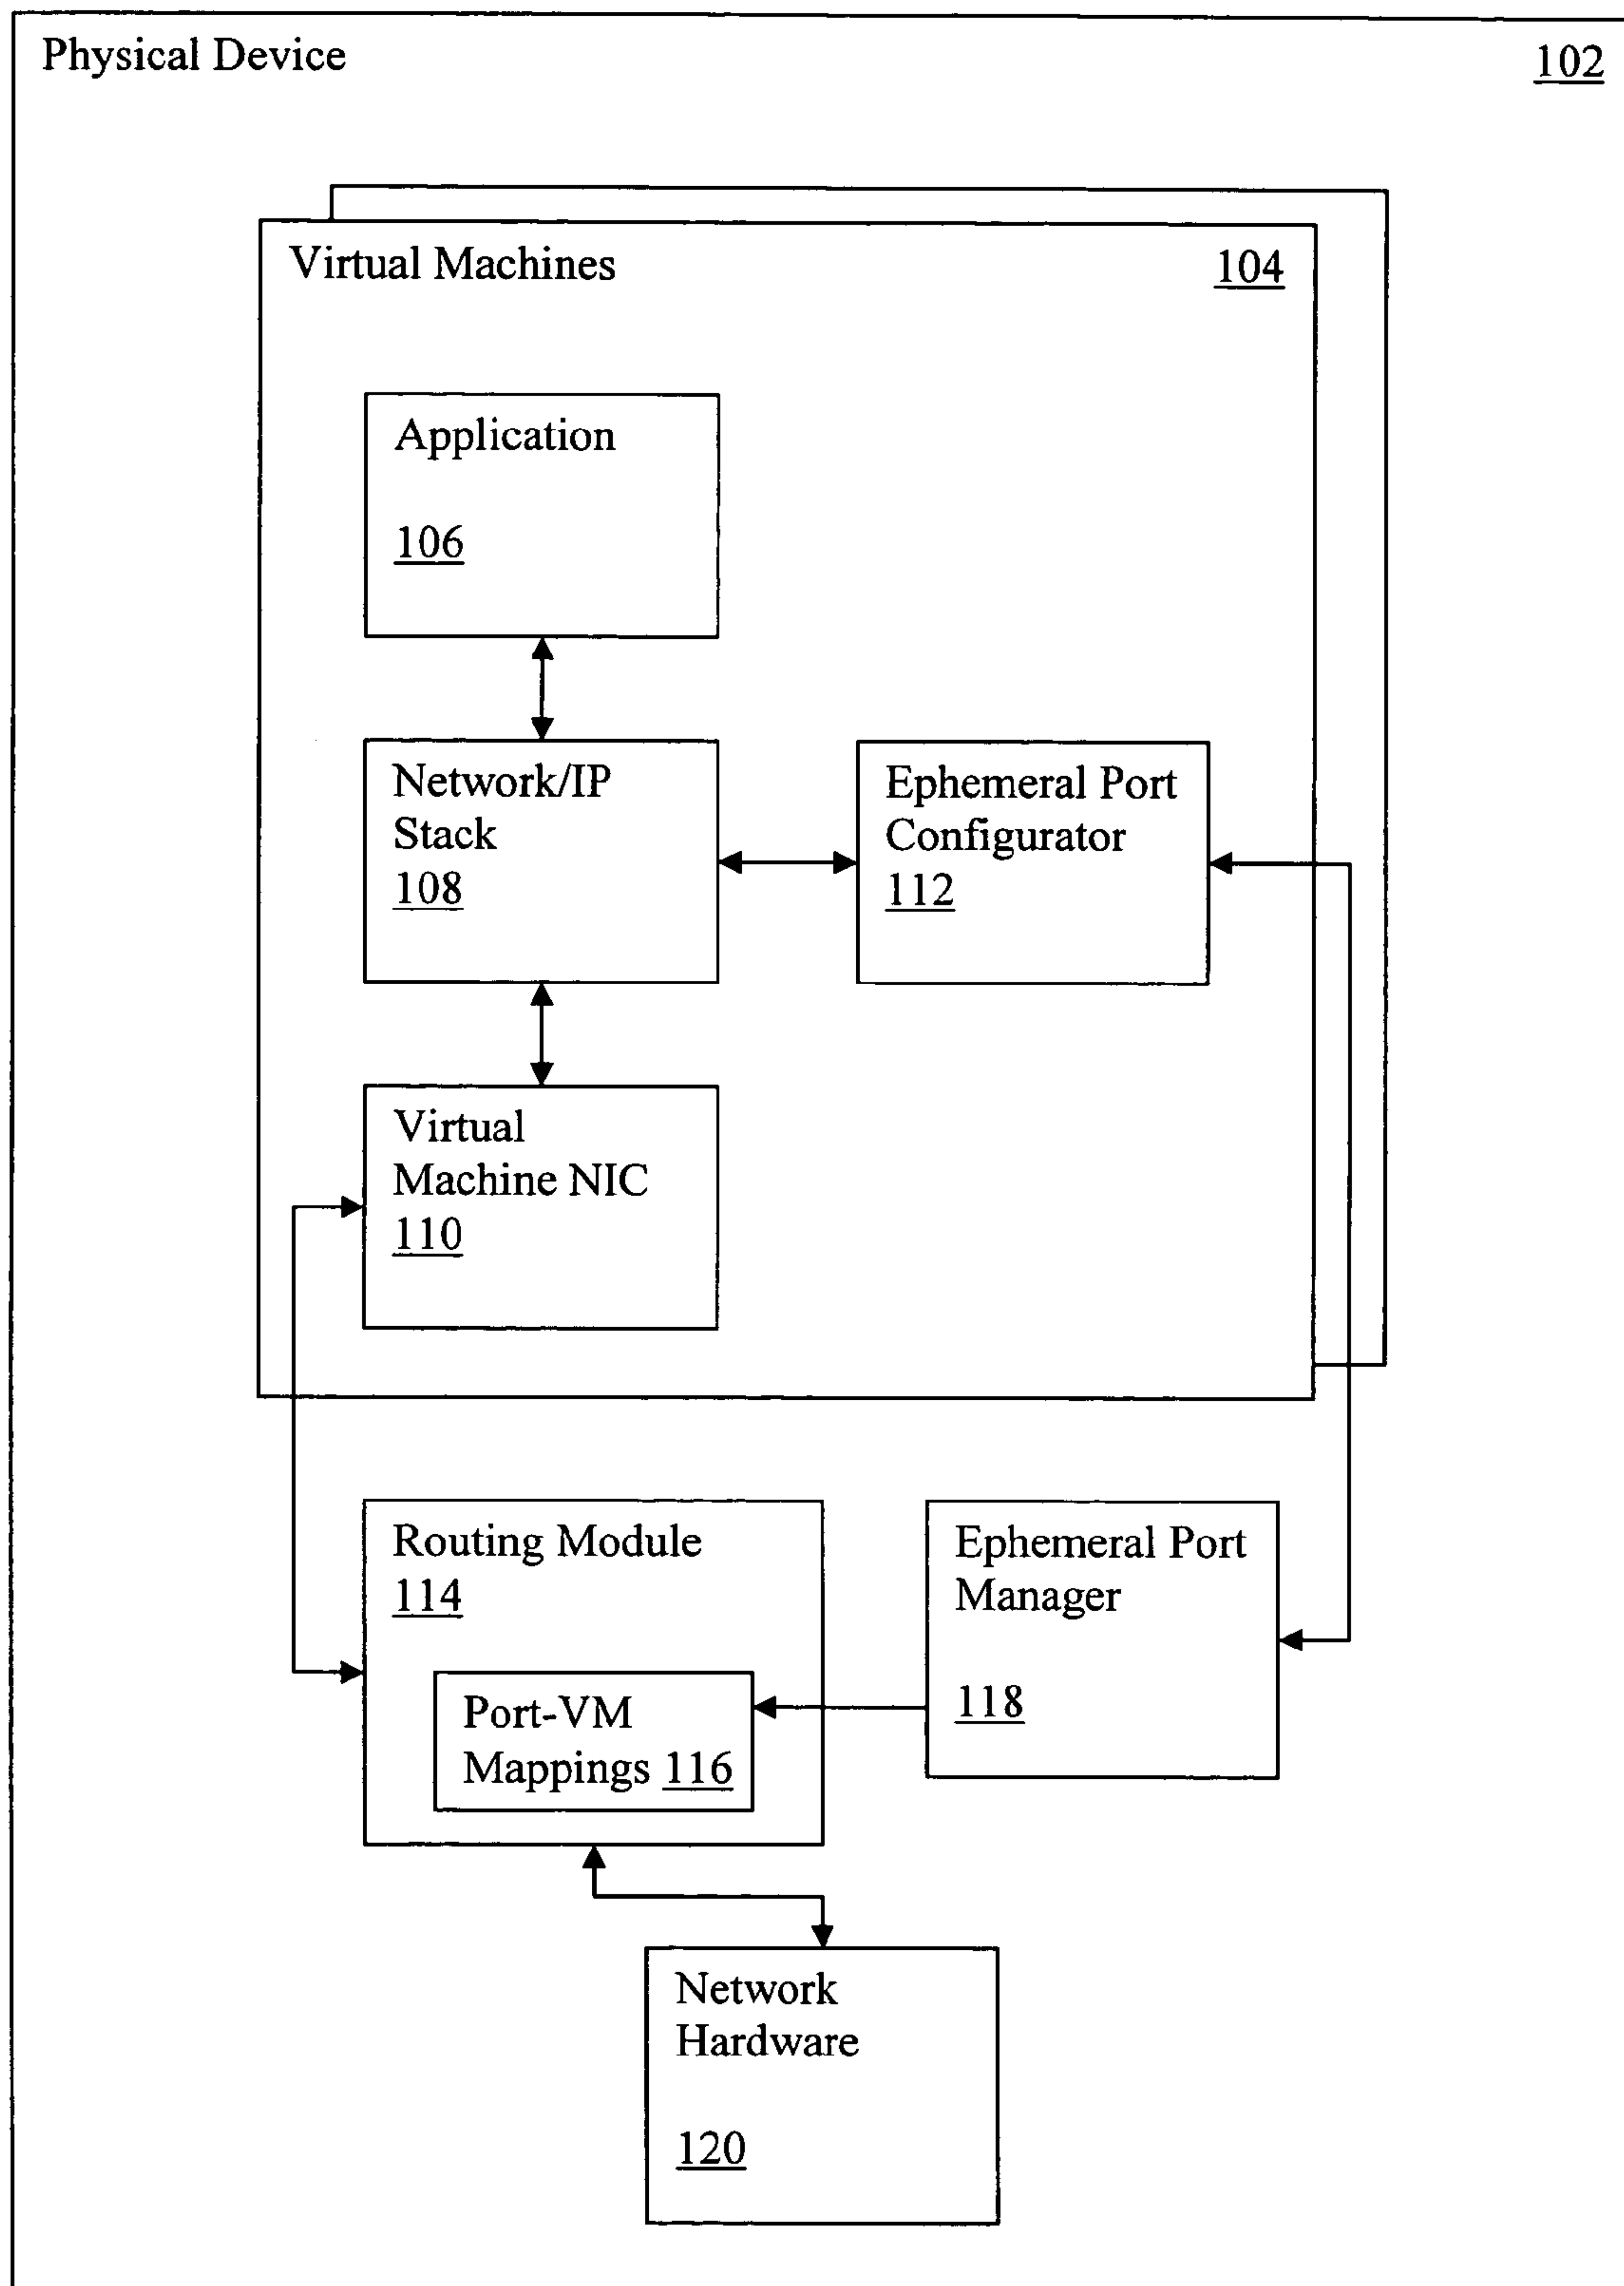 Physical Device 102
Virtual Machines 104
Application
106
Network/IP
Stack
108
Ephemeral Port
Configurator
112
Virtual
Machine NIC
110
Routing Module
114
Port-VM
Mappings 116
Ephemeral Port
Manager
118
Network
Hardware
120